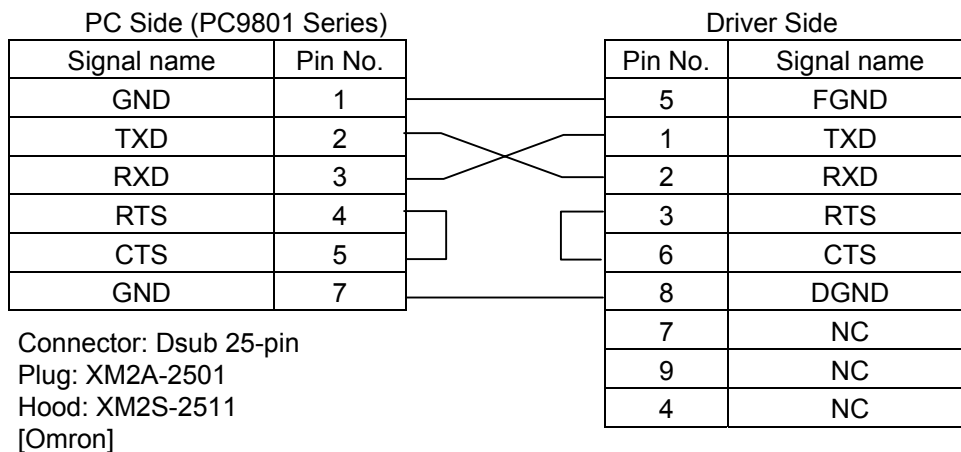 PC Side (PC9801 Series)
Signal name Pin No.
GND 1
TXD 2
RXD 3
RTS 4
CTS 5
GND 7
Connector: Dsub 25-pin
Plug: XM2A-2501
Hood: XM2S-2511
[Omron]
Driver Side
Pin No. Signal name
5 FGND
1 TXD
2 RXD
3 RTS
6 CTS
8 DGND
7 NC
9 NC
4 NC